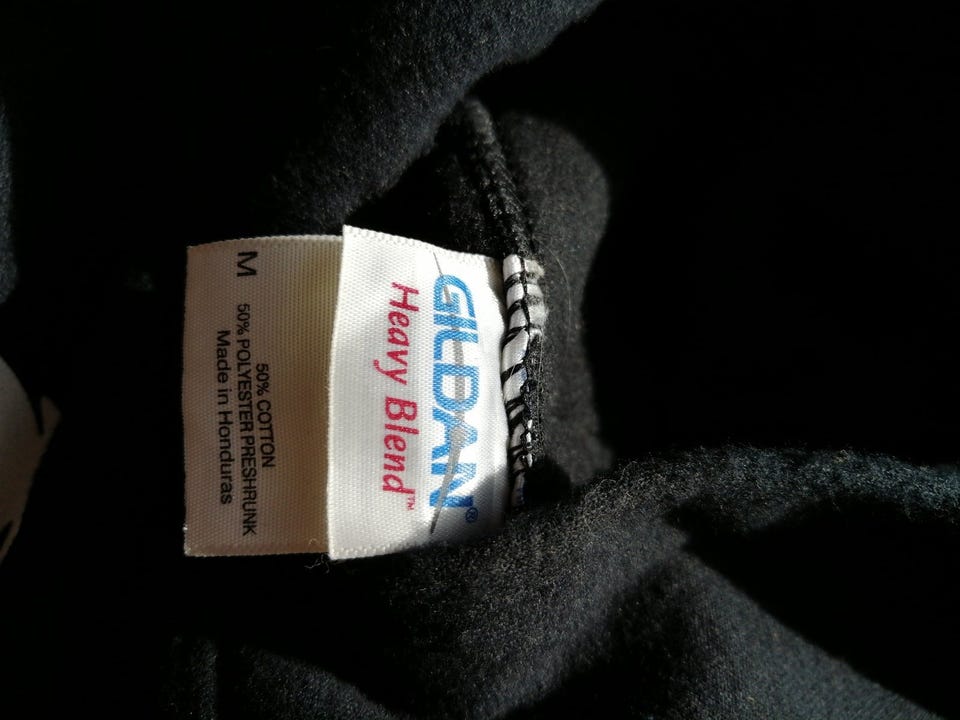 GILDAN®
Heavy Blend™
M
50% COTTON
50% POLYESTER PRESHRUNK
Made in Honduras